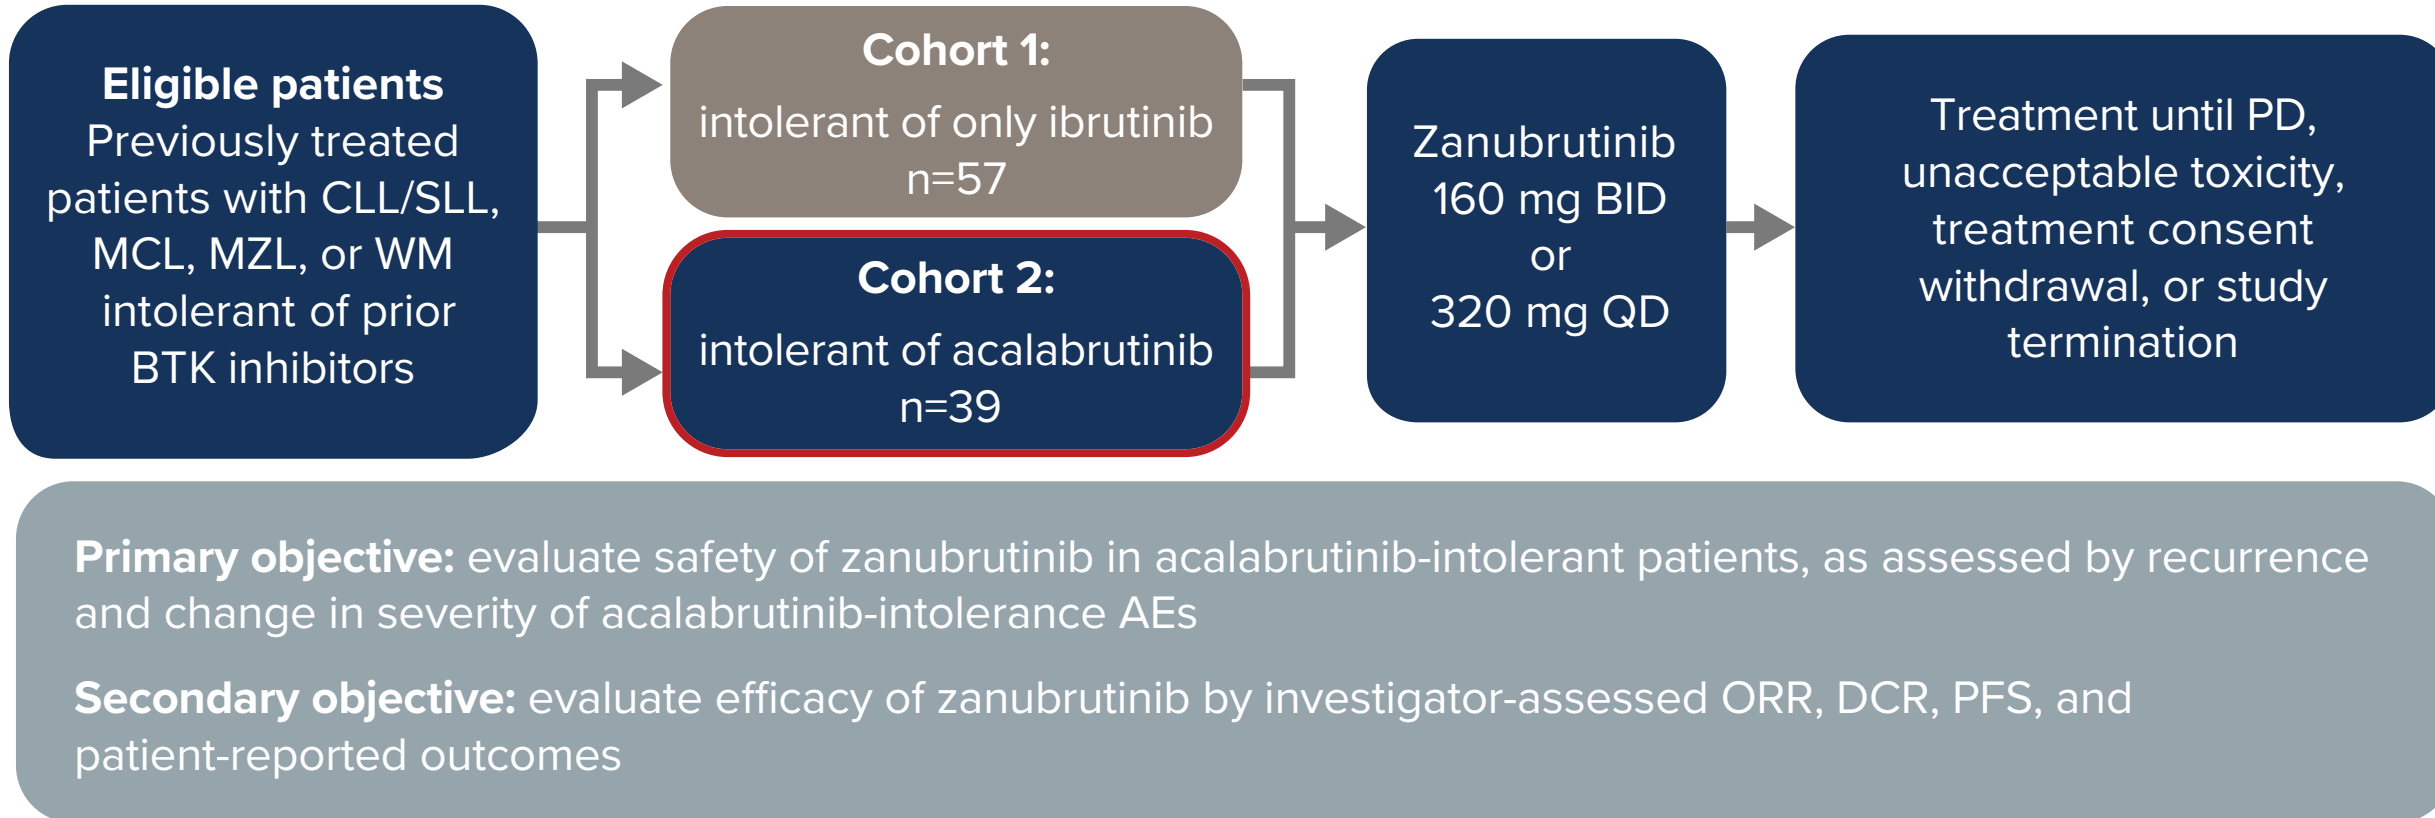 Eligible patients
Previously treated
patients with CLL/SLL,
MCL, MZL, or WM
intolerant of prior
BTK inhibitors
Cohort 1:
intolerant of only ibrutinib
n=57
Cohort 2:
intolerant of acalabrutinib
n=39
Zanubrutinib
160 mg BID
or
320 mg QD
Treatment until PD,
unacceptable toxicity,
treatment consent
withdrawal, or study
termination
Primary objective: evaluate safety of zanubrutinib in acalabrutinib-intolerant patients, as assessed by recurrence
and change in severity of acalabrutinib-intolerance AEs
Secondary objective: evaluate efficacy of zanubrutinib by investigator-assessed ORR, DCR, PFS, and
patient-reported outcomes